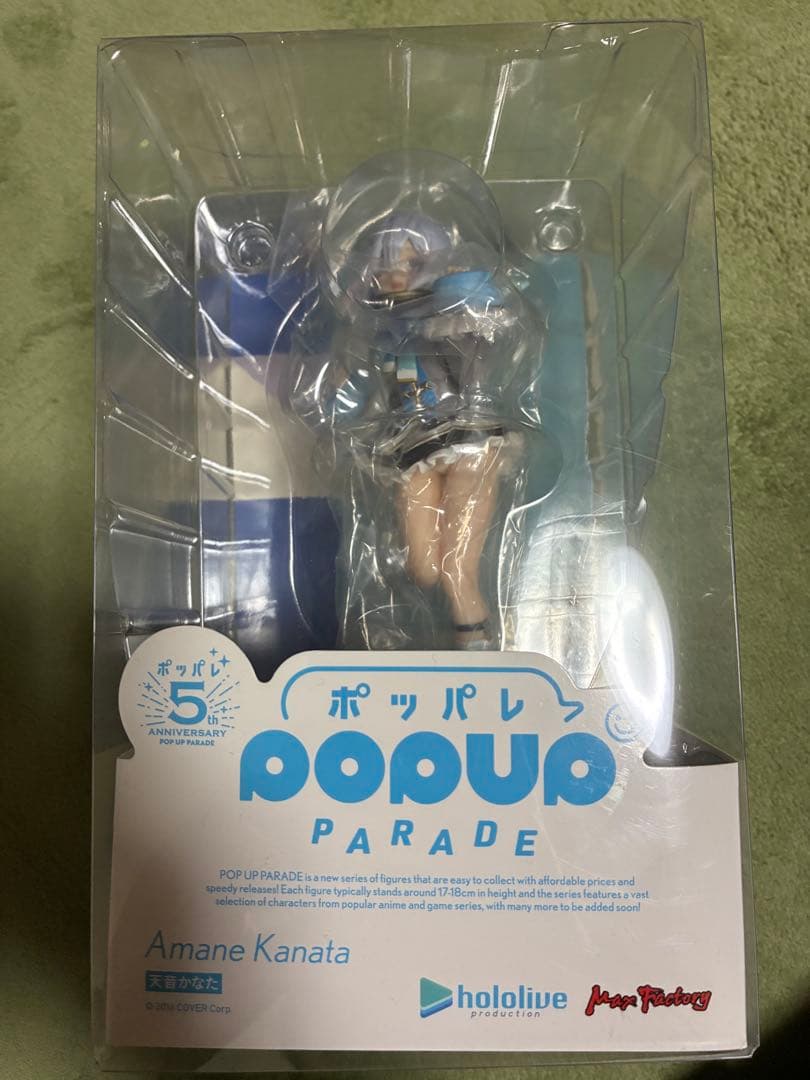 ポッパレ
5th
ANNIVERSARY
POP UP PARADE
ポッパレ
POPUP
PARADE
POP UP PARADE is a new series of figures that are easy to collect with affordable prices and
speedy releases! Each figure typically stands around 17-18cm in height and the series features a vast
selection of characters from popular anime and game series, with many more to be added soon!
Amane Kanata
天音かなた
© 2016 COVER Corp.
hololive
production
Max Factory